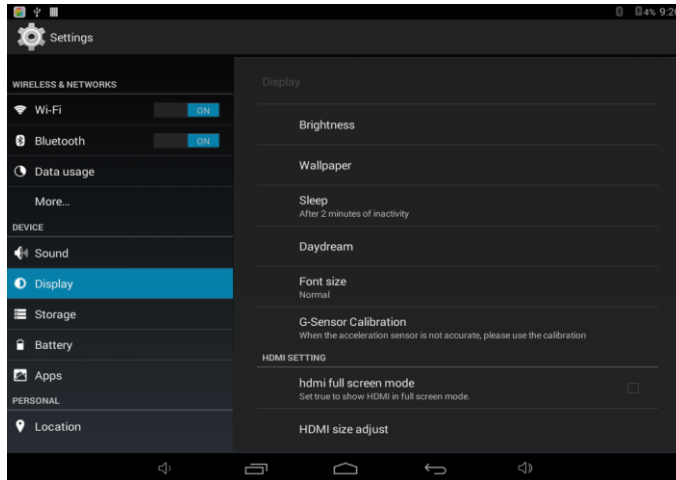 4% 9:20
Settings
WIRELESS & NETWORKS
Wi-Fi ON
Bluetooth ON
Data usage
More...
DEVICE
Sound
Display
Storage
Battery
Apps
PERSONAL
Location
Display
Brightness
Wallpaper
Sleep
After 2 minutes of inactivity
Daydream
Font size
Normal
G-Sensor Calibration
When the acceleration sensor is not accurate, please use the calibration
HDMI SETTING
hdmi full screen mode
Set true to show HDMI in full screen mode.
HDMI size adjust